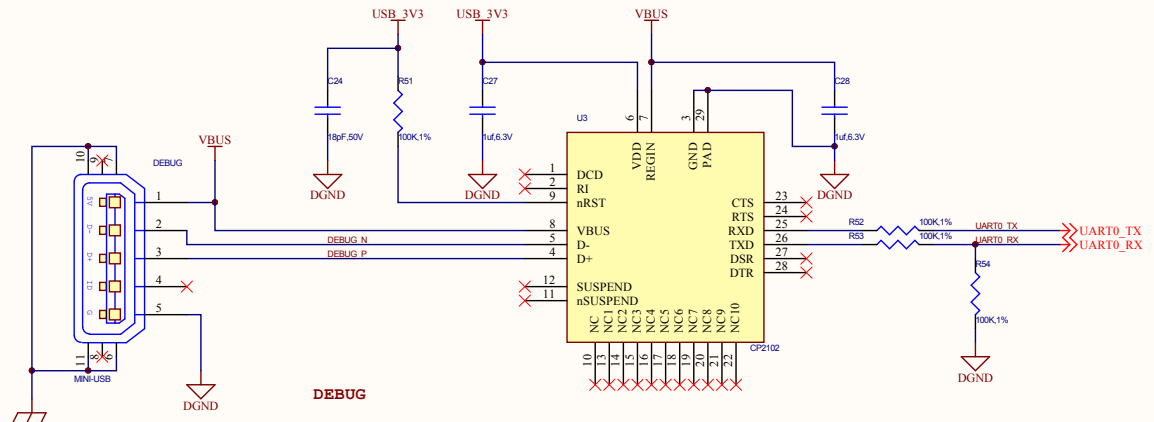 USB_3V3
USB_3V3
VBUS
C24
R51
C27
C28
18pF,50V
100K,1%
1uf,6.3V
1uf,6.3V
U3
6
7
3
29
VDD
REGIN
GND
PAD
DGND
DGND
DGND
10
9
7
DEBUG
VBUS
5V
D-
D+
ID
G
1
2
3
4
5
11
8
6
MINI-USB
DGND
DEBUG_N
DEBUG_P
1
2
9
8
5
4
12
11
DCD
RI
nRST
VBUS
D-
D+
SUSPEND
nSUSPEND
CTS
RTS
RXD
TXD
DSR
DTR
23
24
25
26
27
28
R52
100K,1%
UART0_TX
UART0_TX
R53
100K,1%
UART0_RX
UART0_RX
R54
100K,1%
DGND
NC
NC1
NC2
NC3
NC4
NC5
NC6
NC7
NC8
NC9
NC10
10
13
14
15
16
17
18
19
20
21
22
CP2102
DEBUG